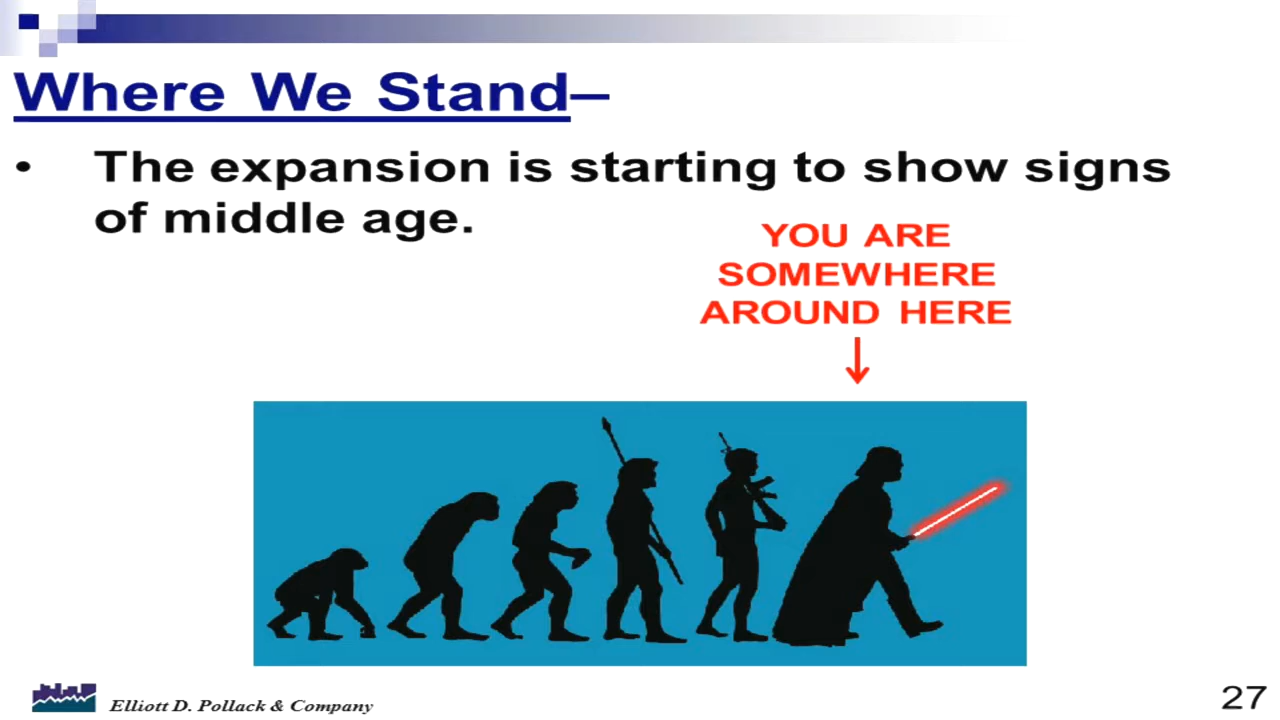 Where We Stand–
• The expansion is starting to show signs
of middle age.
YOU ARE
SOMEWHERE
AROUND HERE
Elliott D. Pollack & Company
27